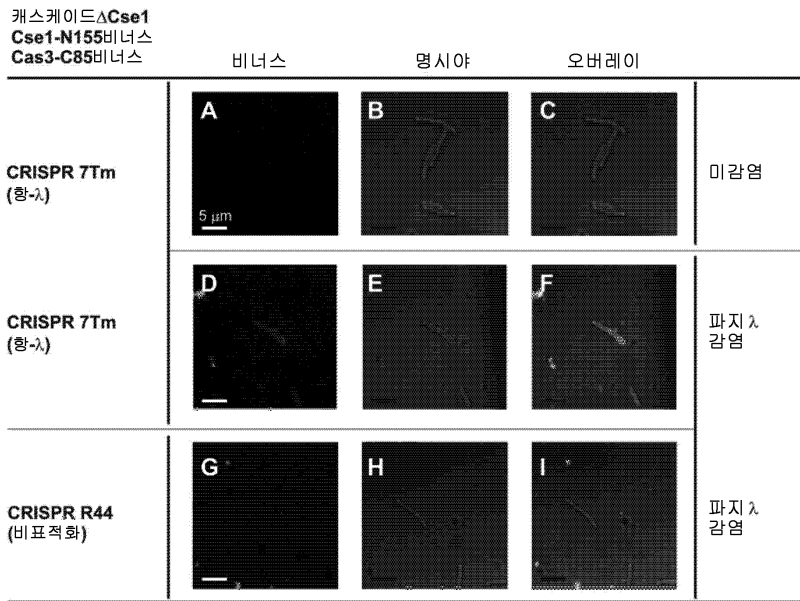 캐스케이드ΔCse1
Cse1-N155비너스
Cas3-C85비너스
비너스
명시야
오버레이
CRISPR 7Tm
(항-λ)
A
5 μm
B
C
미감염
CRISPR 7Tm
(항-λ)
D
E
F
파지 λ
감염
CRISPR R44
(비표적화)
G
H
I
파지 λ
감염